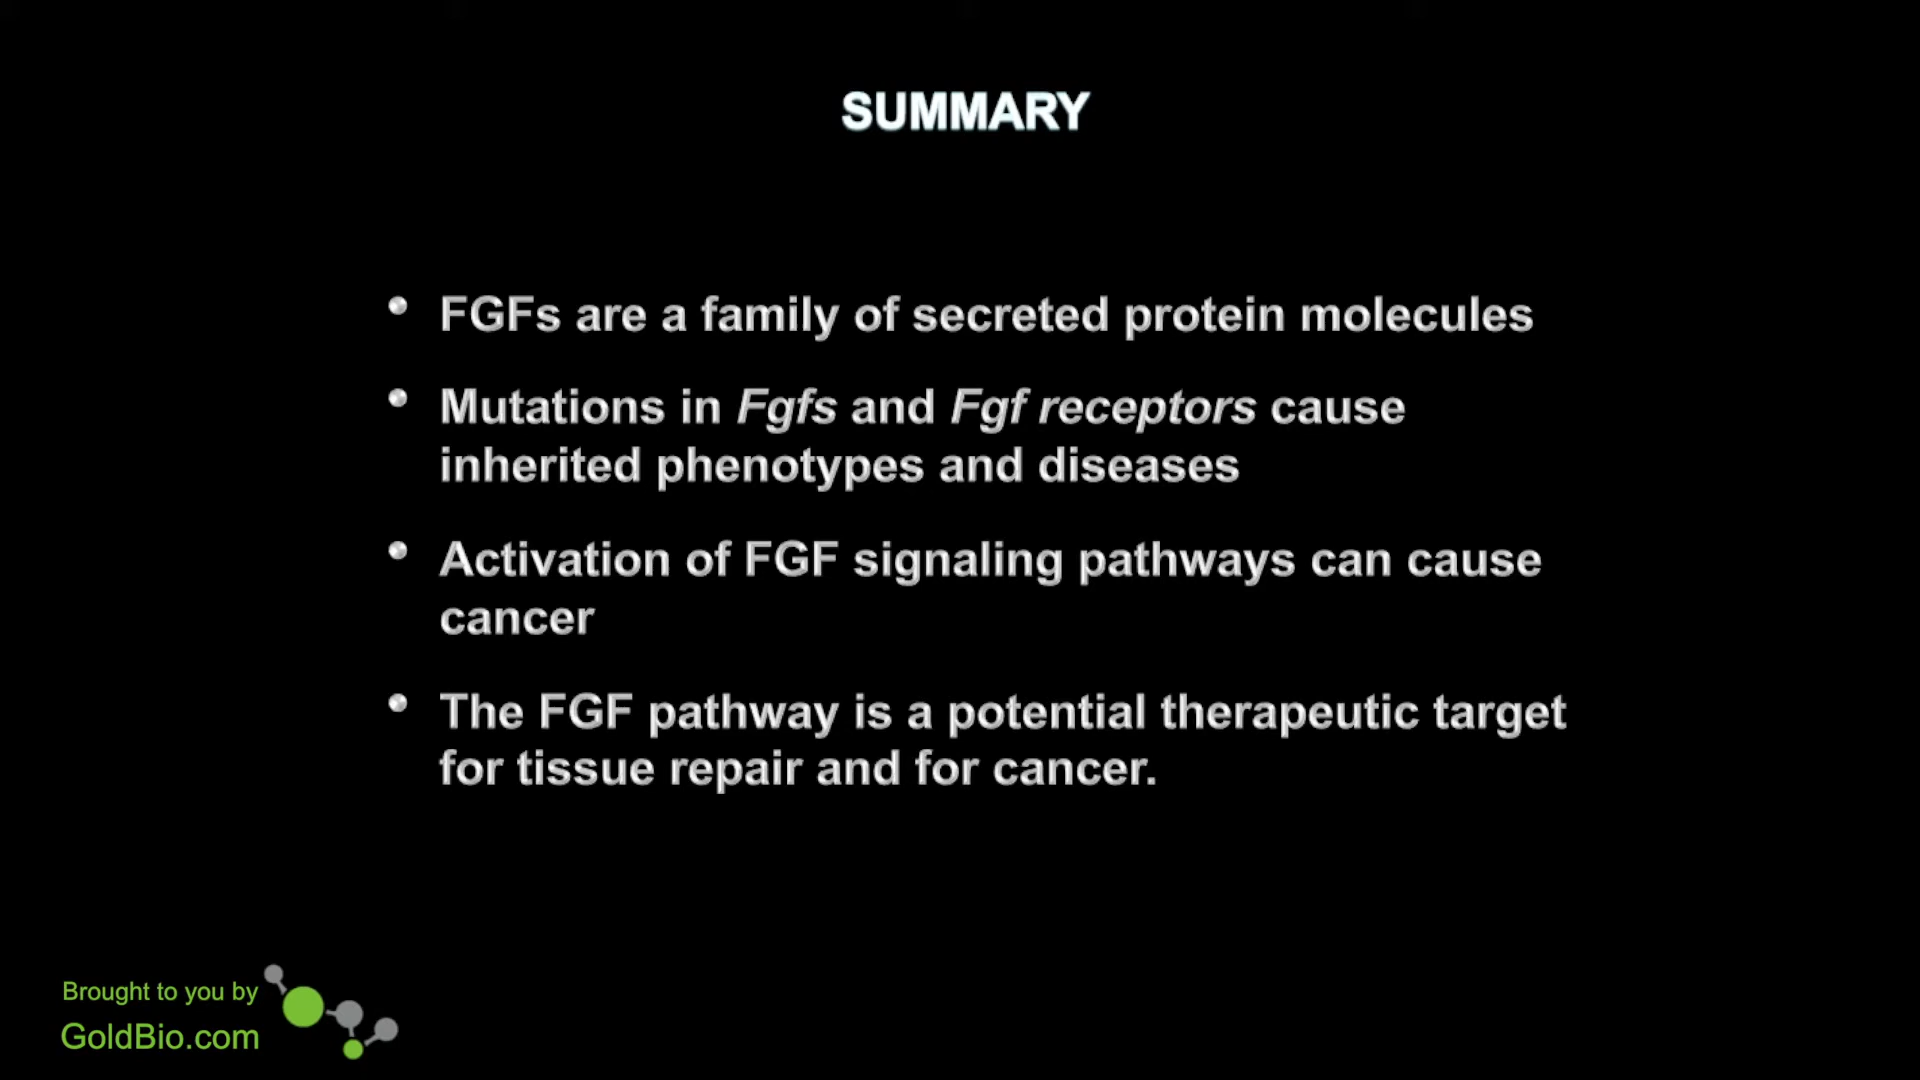 SUMMARY
• FGFs are a family of secreted protein molecules
• Mutations in Fgfs and Fgf receptors cause
inherited phenotypes and diseases
• Activation of FGF signaling pathways can cause
cancer
• The FGF pathway is a potential therapeutic target
for tissue repair and for cancer.
Brought to you by
GoldBio.com